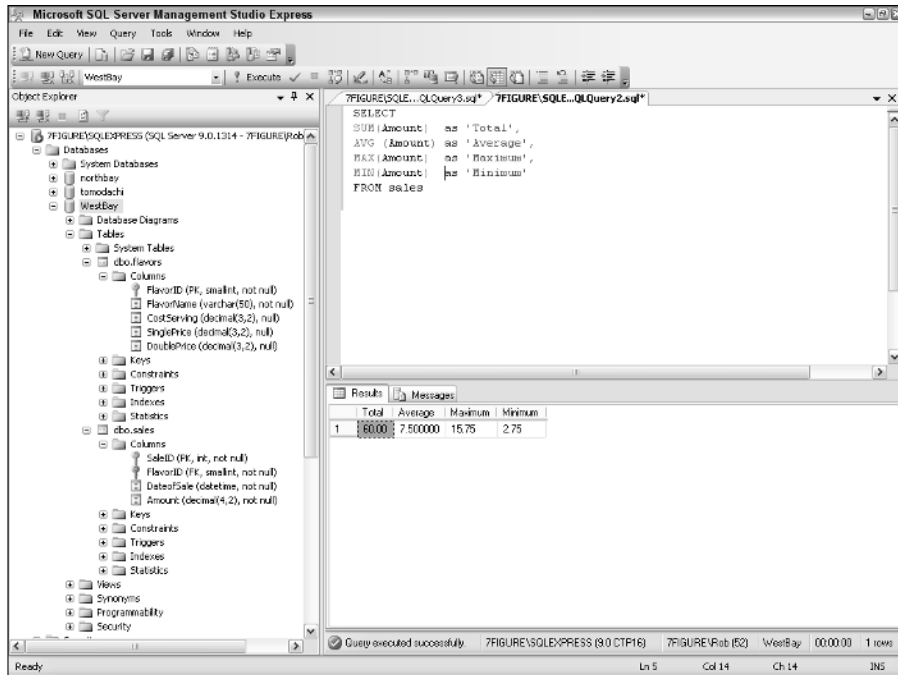 Microsoft SQL Server Management Studio Express
File Edit View Query Tools Window Help
New Query
WestBay Execute
Object Explorer
7FIGURE\SQLEXPRESS (SQL Server 9.0.1314 - 7FIGURE\Rob
Databases
System Databases
northbay
tomodachi
WestBay
Database Diagrams
Tables
System Tables
dbo.flavors
Columns
FlavorID (PK, smalint, not null)
FlavorName (varchar(50), not null)
CostServing (decimal(3,2), null)
SinglePrice (decimal(3,2), null)
DoublePrice (decimal(3,2), null)
Keys
Constraints
Triggers
Indexes
Statistics
dbo.sales
Columns
SaleID (PK, int, not null)
FlavorID (FK, smalint, not null)
DateofSale (datetime, not null)
Amount (decimal(4,2), not null)
Keys
Constraints
Triggers
Indexes
Statistics
Views
Synonyms
Programmability
Security
7FIGURE\SQLE...QLQuery3.sql* 7FIGURE\SQLE...QLQuery2.sql*
SELECT
SUM(Amount) as 'Total',
AVG (Amount) as 'Average',
MAX(Amount) as 'Maximum',
MIN(Amount) as 'Minimum'
FROM sales
Results Messages
Total Average Maximum Minimum
1 60.00 7.500000 15.75 2.75
Query executed successfully. 7FIGURE\SQLEXPRESS (9.0 CTP16) 7FIGURE\Rob (52) WestBay 00:00:00 1 rows
Ready Ln 5 Col 14 Ch 14 INS